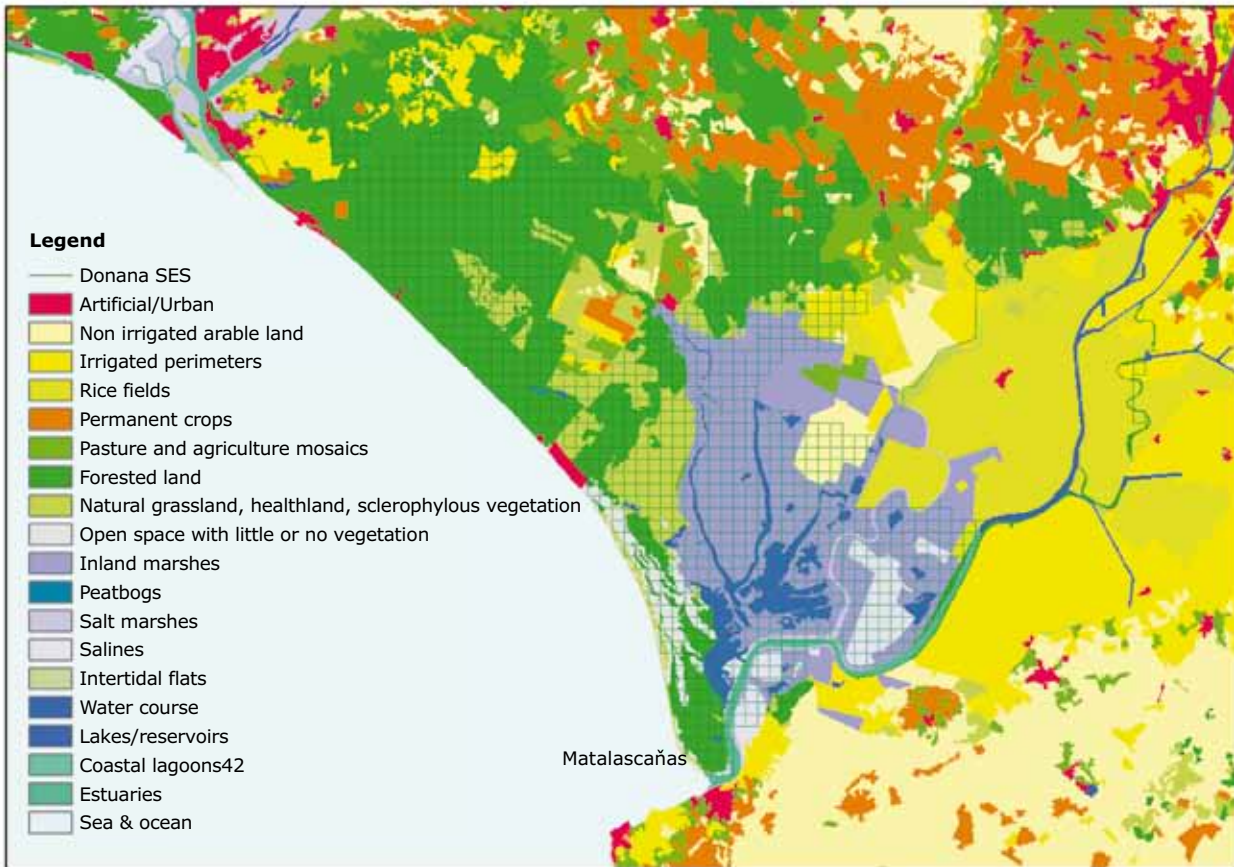 Legend
Donana SES
Artificial/Urban
Non irrigated arable land
Irrigated perimeters
Rice fields
Permanent crops
Pasture and agriculture mosaics
Forested land
Natural grassland, healthland, sclerophylous vegetation
Open space with little or no vegetation
Inland marshes
Peatbogs
Salt marshes
Salines
Intertidal flats
Water course
Lakes/reservoirs
Coastal lagoons42
Estuaries
Sea & ocean
Matalascaňas